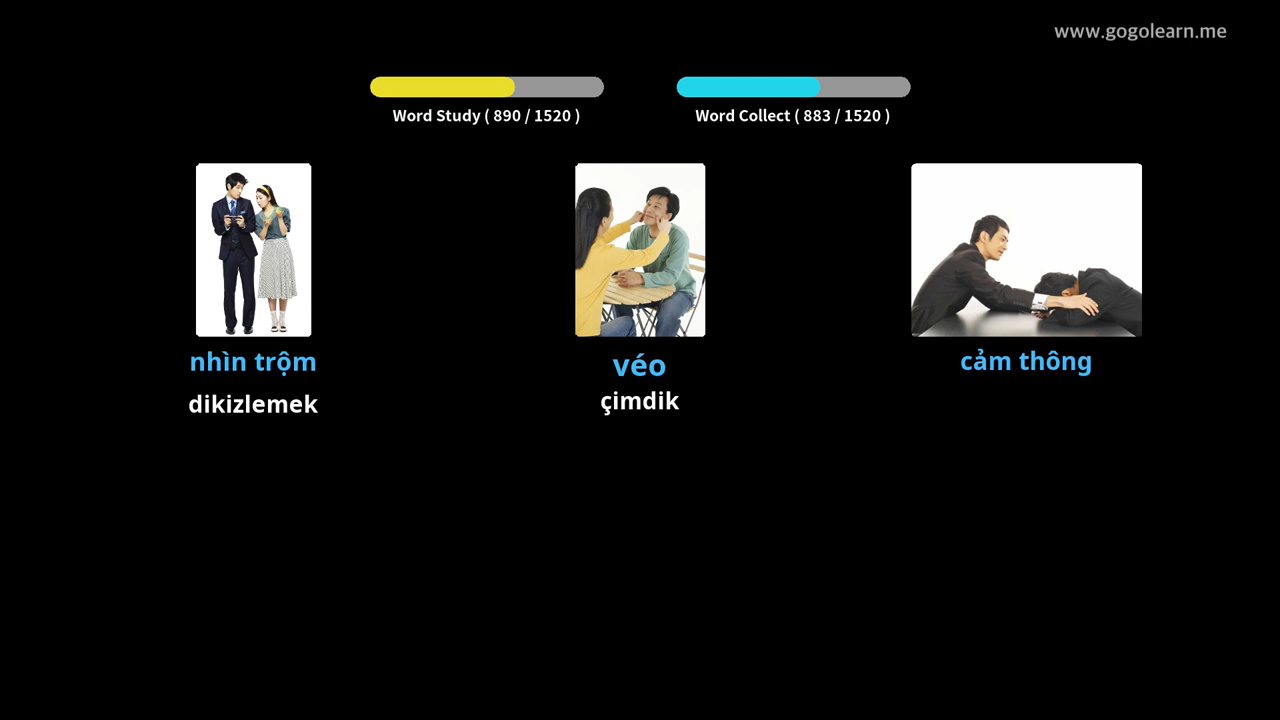 www.gogolearn.me
Word Study ( 890 / 1520 )
Word Collect ( 883 / 1520 )
nhìn trộm
dikizlemek
véo
çimdik
cảm thông